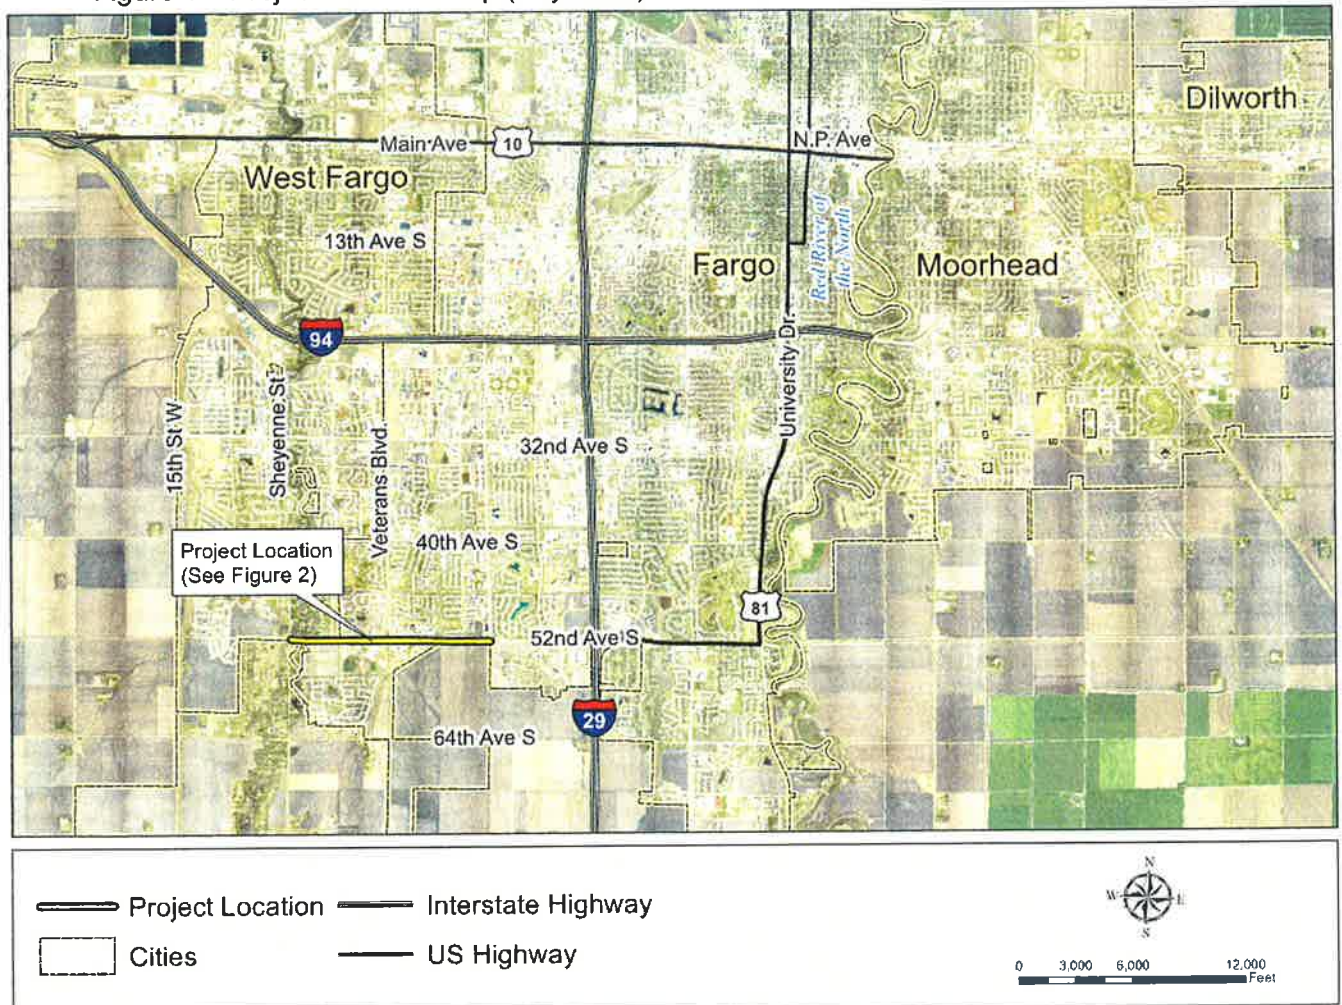 Dilworth
N.P. Ave
Main Ave
10
West Fargo
13th Ave S
Red River of
the North
Fargo
Moorhead
94
University Dr.
Sheyenne St
15th St W
Veterans Blvd.
32nd Ave S
40th Ave S
Project Location
(See Figure 2)
81
52nd Ave S
29
64th Ave S
N
W
E
S
Project Location
Interstate Highway
Cities
US Highway
0
3,000
6,000
12,000
Feet